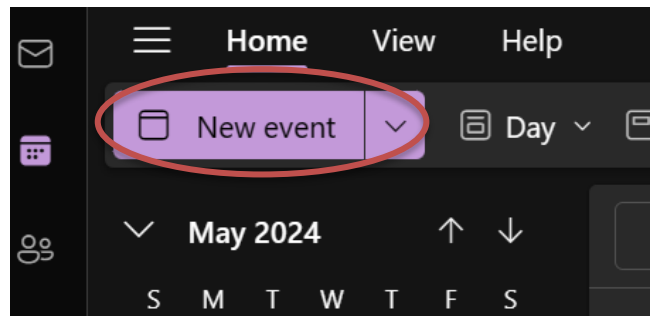 Home View Help
New event Day
May 2024
S M T W T F S